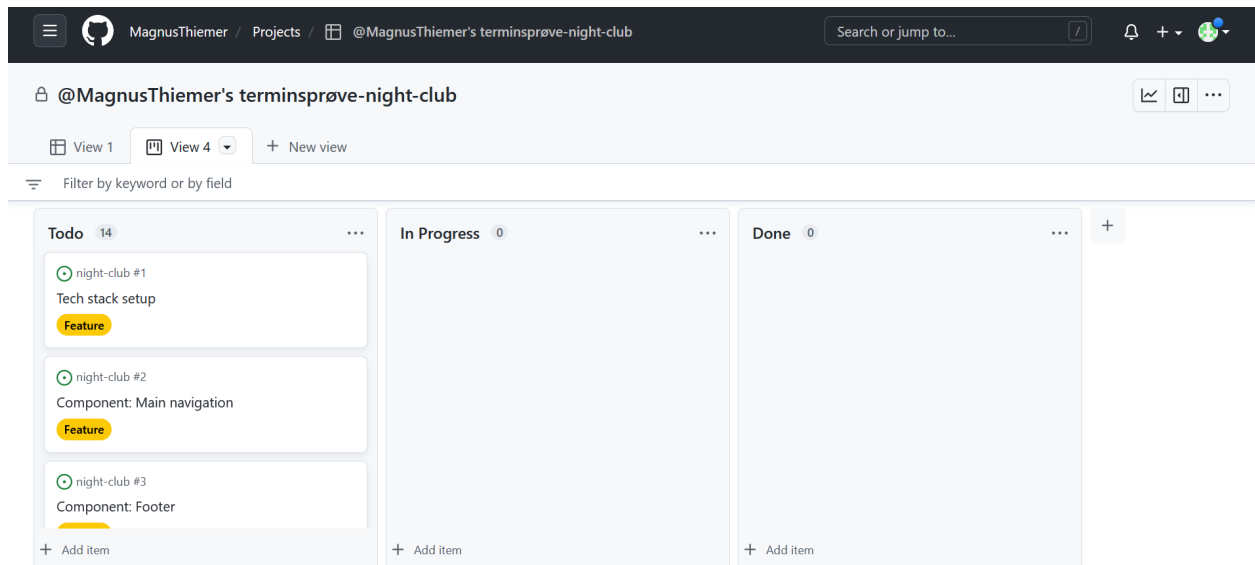 MagnusThiemer / Projects / @MagnusThiemer's terminsprøve-night-club
Search or jump to... /
@MagnusThiemer's terminsprøve-night-club
View 1 View 4 New view
Filter by keyword or by field
Todo 14
night-club #1
Tech stack setup
Feature
night-club #2
Component: Main navigation
Feature
night-club #3
Component: Footer
Add item
In Progress 0
Add item
Done 0
Add item